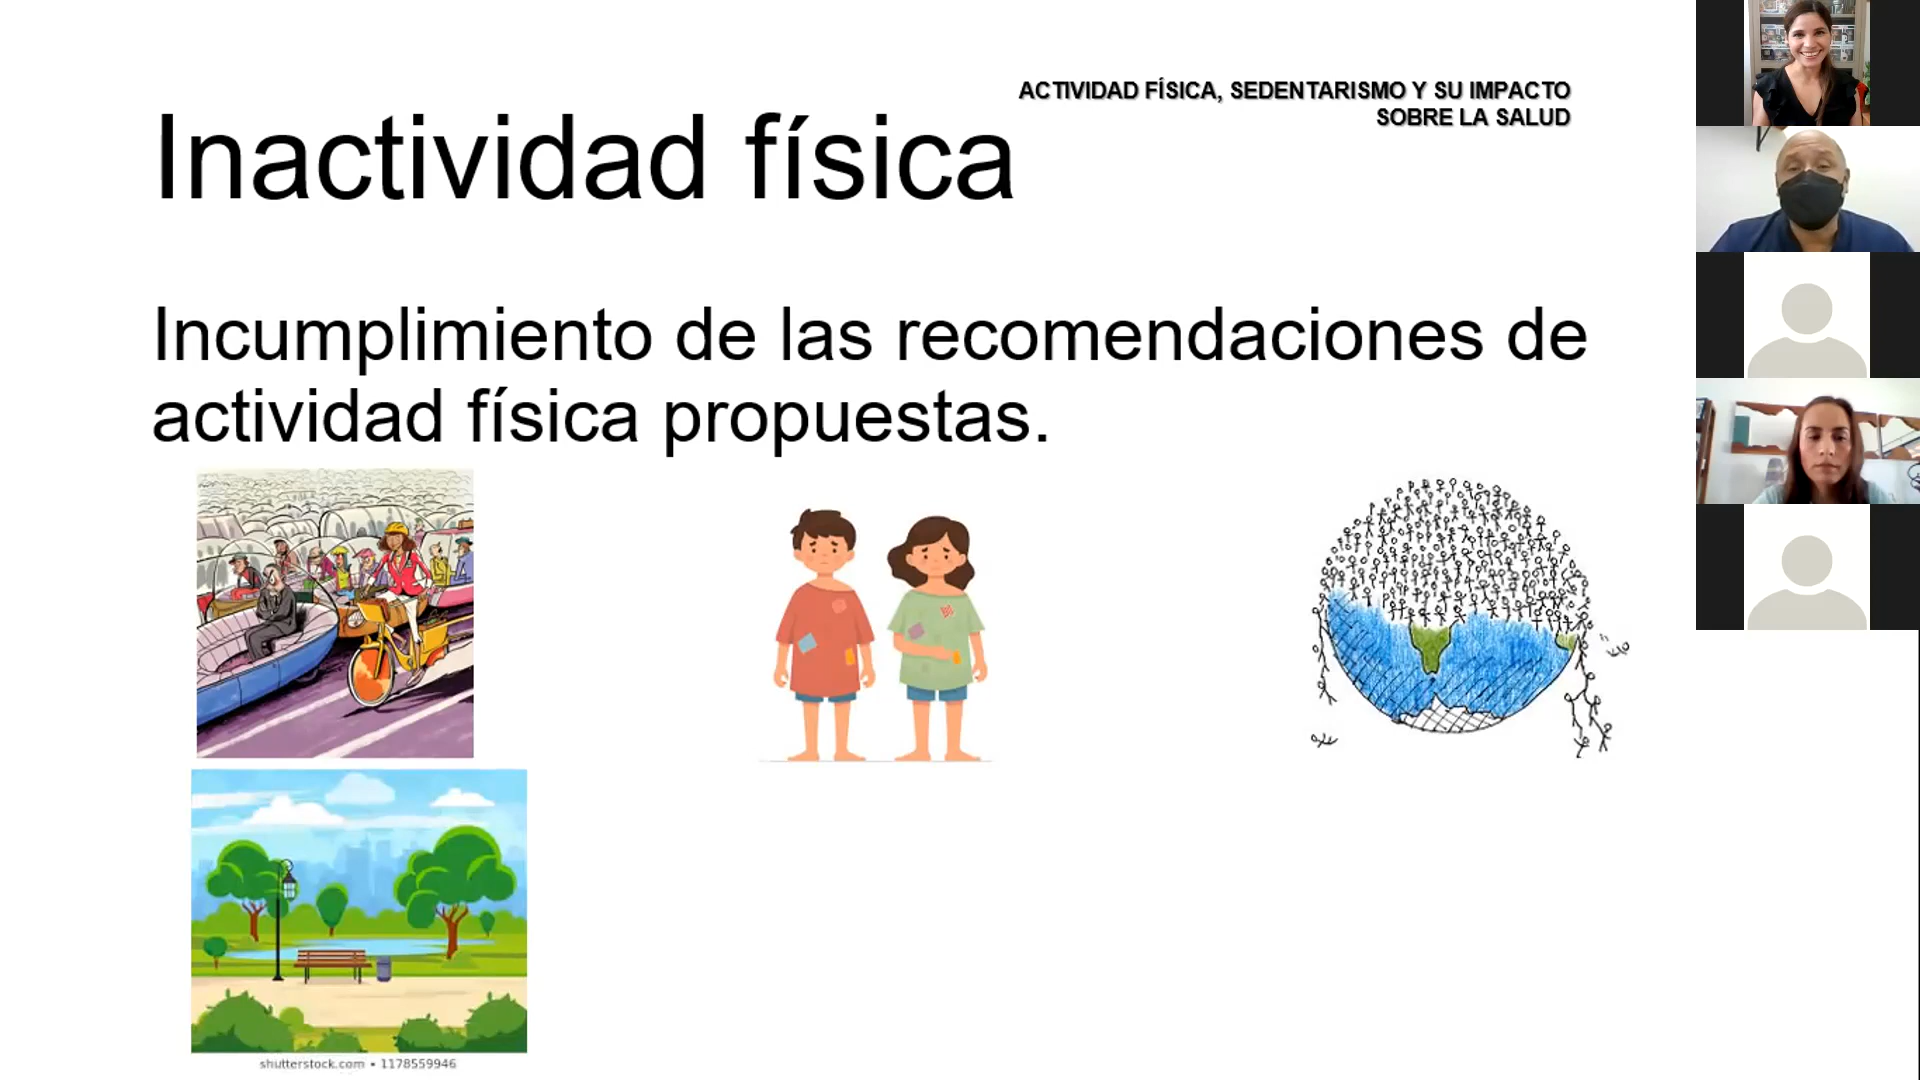 ACTIVIDAD FÍSICA, SEDENTARISMO Y SU IMPACTO
SOBRE LA SALUD
Inactividad física
Incumplimiento de las recomendaciones de
actividad física propuestas.
shutterstock.com • 1178559946